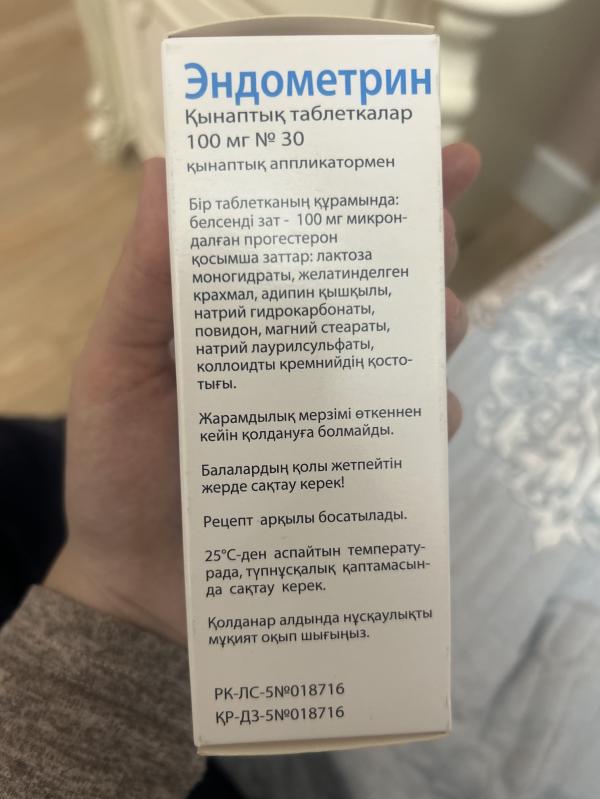 Эндометрин
Қынаптық таблеткалар
100 мг № 30
қынаптық аппликатормен
Бір таблетканың құрамында:
белсенді зат - 100 мг микрон-
далған прогестерон
қосымша заттар: лактоза
моногидраты, желатинделген
крахмал, адипин қышқылы,
натрий гидрокарбонаты,
повидон, магний стеараты,
натрий лаурилсульфаты,
коллоидты кремнийдің қосто-
тығы.
Жарамдылық мерзімі өткеннен
кейін қолдануға болмайды.
Балалардың қолы жетпейтін
жерде сақтау керек!
Рецепт арқылы босатылады.
25°С-ден аспайтын температу-
рада, түпнұсқалық қаптамасын-
да сақтау керек.
Қолданар алдында нұсқаулықты
мұқият оқып шығыңыз.
РК-ЛС-5№018716
ҚР-ДЗ-5№018716